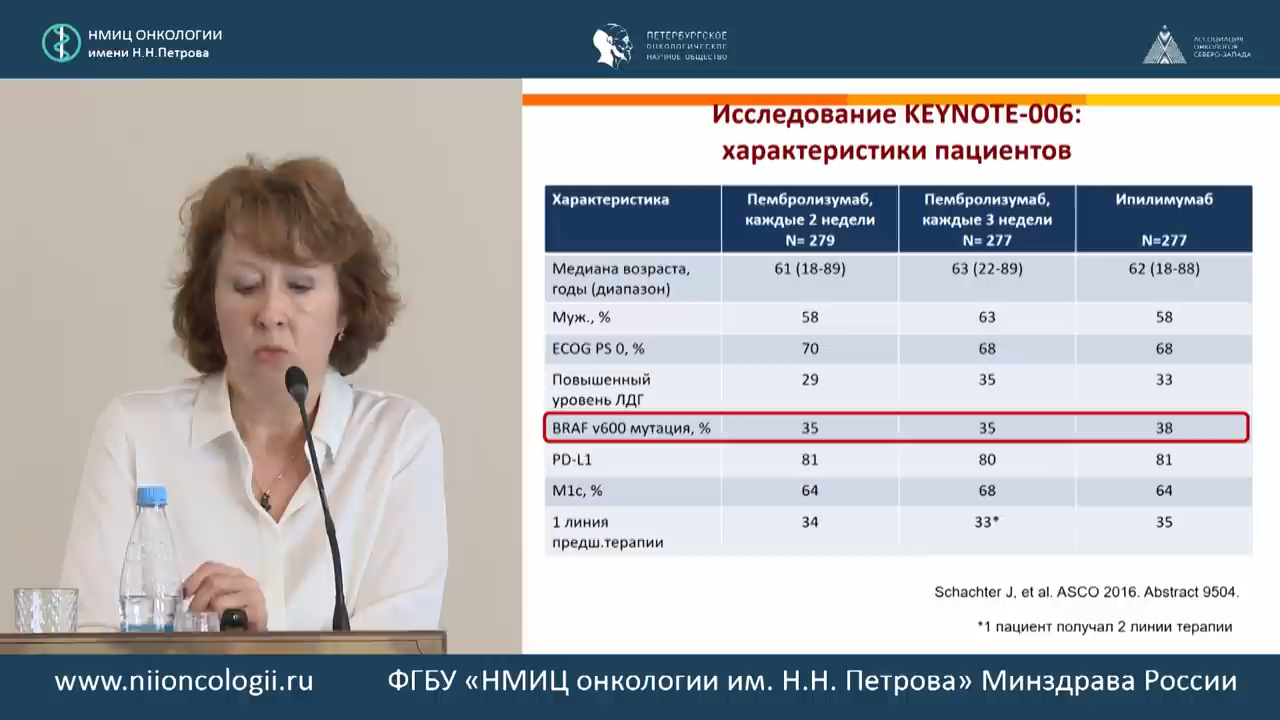 НМИЦ ОНКОЛОГИИ
имени Н.Н.Петрова
ПЕТЕРБУРГСКОЕ
ОНКОЛОГИЧЕСКОЕ
НАУЧНОЕ ОБЩЕСТВО
АССОЦИАЦИЯ
ОНКОЛОГОВ
СЕВЕРО-ЗАПАДА
Исследование KEYNOTE-006:
характеристики пациентов
Характеристика
Пембролизумаб,
каждые 2 недели
N= 279
Пембролизумаб,
каждые 3 недели
N= 277
Ипилимумаб
N=277
Медиана возраста,
годы (диапазон)
61 (18-89)
63 (22-89)
62 (18-88)
Муж., %
58
63
58
ECOG PS 0, %
70
68
68
Повышенный
уровень ЛДГ
29
35
33
BRAF v600 мутация, %
35
35
38
PD-L1
81
80
81
M1c, %
64
68
64
1 линия
предш.терапии
34
33*
35
Schachter J, et al. ASCO 2016. Abstract 9504.
*1 пациент получал 2 линии терапии
www.niioncologii.ru
ФГБУ «НМИЦ онкологии им. Н.Н. Петрова» Минздрава России